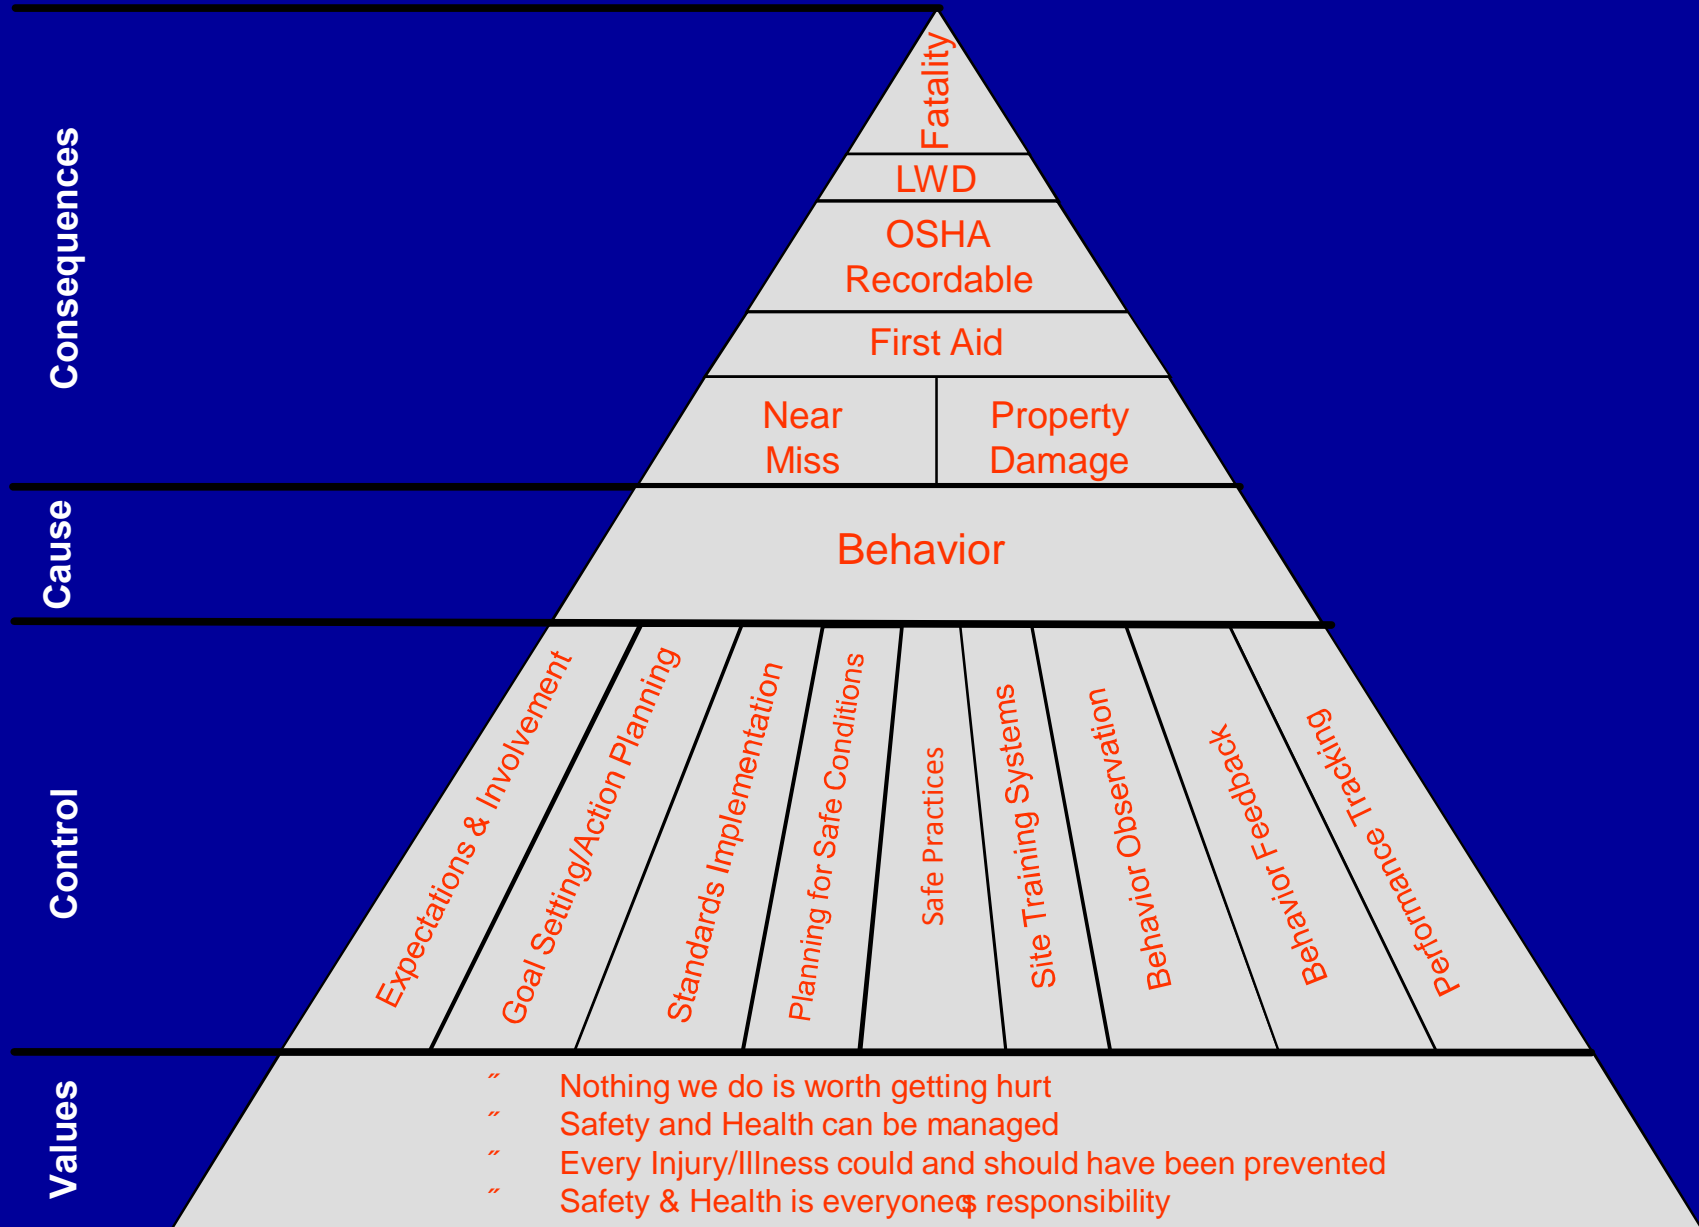 Consequences
Fatality
LWD
OSHA
Recordable
First Aid
Near
Miss
Property
Damage
Cause
Behavior
Control
Expectations & Involvement
Goal Setting/Action Planning
Standards Implementation
Planning for Safe Conditions
Safe Practices
Site Training Systems
Behavior Observation
Behavior Feedback
Performance Tracking
Values
˝ Nothing we do is worth getting hurt
˝ Safety and Health can be managed
˝ Every Injury/Illness could and should have been prevented
˝ Safety & Health is everyone𝗊s responsibility